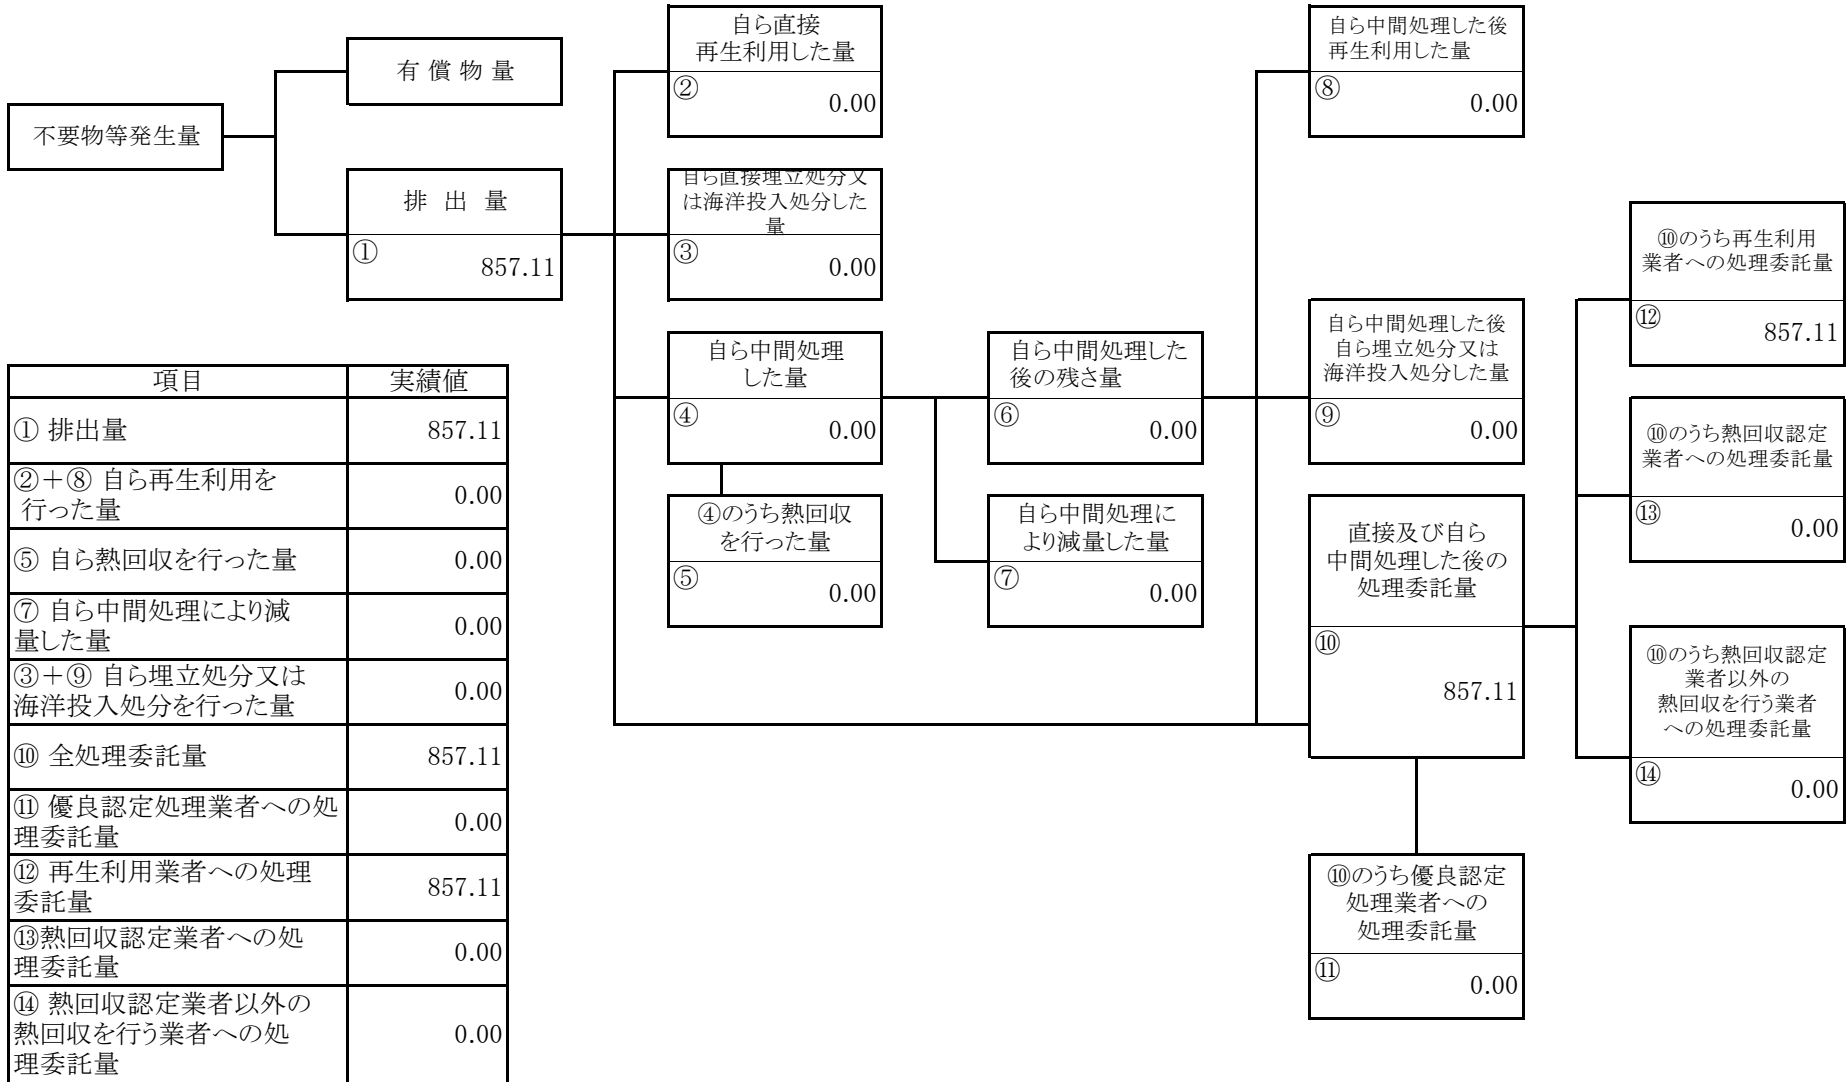 不要物等発生量
有 償 物 量
排 出 量
①
857.11
自ら直接
再生利用した量
②
0.00
自ら直接埋立処分又
は海洋投入処分した
量
③
0.00
自ら中間処理
した量
④
0.00
④のうち熱回収
を行った量
⑤
0.00
自ら中間処理した
後の残さ量
⑥
0.00
自ら中間処理に
より減量した量
⑦
0.00
自ら中間処理した後
再生利用した量
⑧
0.00
自ら中間処理した後
自ら埋立処分又は
海洋投入処分した量
⑨
0.00
直接及び自ら
中間処理した後の
処理委託量
⑩
857.11
⑩のうち優良認定
処理業者への
処理委託量
⑪
0.00
⑩のうち再生利用
業者への処理委託量
⑫
857.11
⑩のうち熱回収認定
業者への処理委託量
⑬
0.00
⑩のうち熱回収認定
業者以外の
熱回収を行う業者
への処理委託量
⑭
0.00
項目 実績値
① 排出量 857.11
②＋⑧ 自ら再生利用を
行った量 0.00
⑤ 自ら熱回収を行った量 0.00
⑦ 自ら中間処理により減
量した量 0.00
③＋⑨ 自ら埋立処分又は
海洋投入処分を行った量 0.00
⑩ 全処理委託量 857.11
⑪ 優良認定処理業者への処
理委託量 0.00
⑫ 再生利用業者への処理
委託量 857.11
⑬熱回収認定業者への処
理委託量 0.00
⑭ 熱回収認定業者以外の
熱回収を行う業者への処
理委託量 0.00